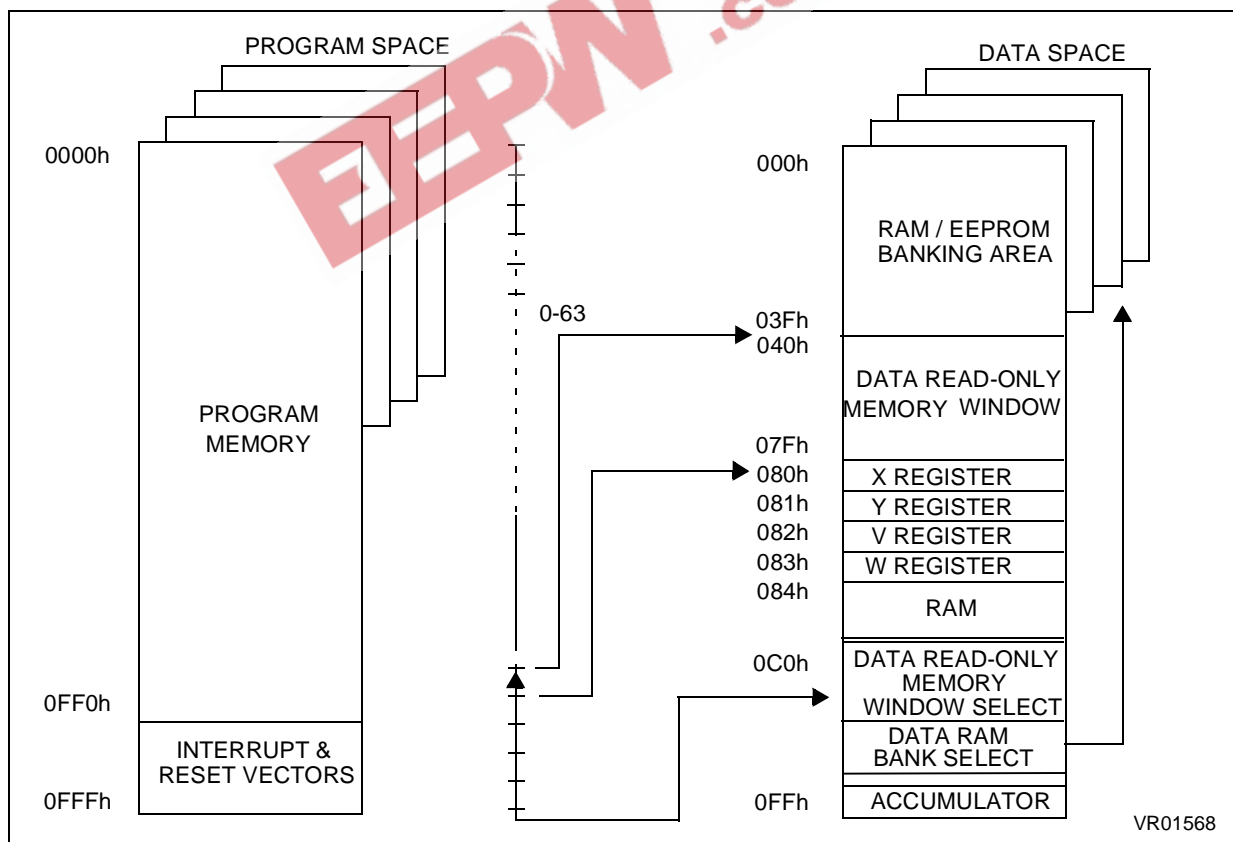 PROGRAM SPACE
0000h
PROGRAM
MEMORY
0FF0h
INTERRUPT &
RESET VECTORS
0FFFh
0-63
DATA SPACE
000h
RAM / EEPROM
BANKING AREA
03Fh
040h
DATA READ-ONLY
MEMORY WINDOW
07Fh
080h
X REGISTER
081h
Y REGISTER
082h
V REGISTER
083h
W REGISTER
084h
RAM
0C0h
DATA READ-ONLY
MEMORY
WINDOW SELECT
DATA RAM
BANK SELECT
0FFh
ACCUMULATOR
VR01568
EEPW